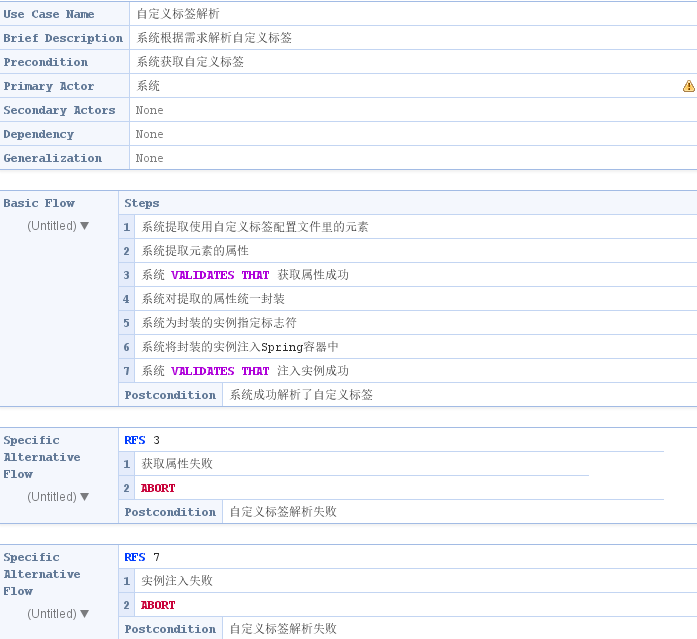 Use Case Name 自定义标签解析
Brief Description 系统根据需求解析自定义标签
Precondition 系统获取自定义标签
Primary Actor 系统
Secondary Actors None
Dependency None
Generalization None
Basic Flow Steps
(Untitled) ▼
1 系统提取使用自定义标签配置文件里的元素
2 系统提取元素的属性
3 系统 VALIDATES THAT 获取属性成功
4 系统对提取的属性统一封装
5 系统为封装的实例指定标志符
6 系统将封装的实例注入Spring容器中
7 系统 VALIDATES THAT 注入实例成功
Postcondition 系统成功解析了自定义标签
Specific Alternative Flow
(Untitled) ▼
RFS 3
1 获取属性失败
2 ABORT
Postcondition 自定义标签解析失败
Specific Alternative Flow
(Untitled) ▼
RFS 7
1 实例注入失败
2 ABORT
Postcondition 自定义标签解析失败